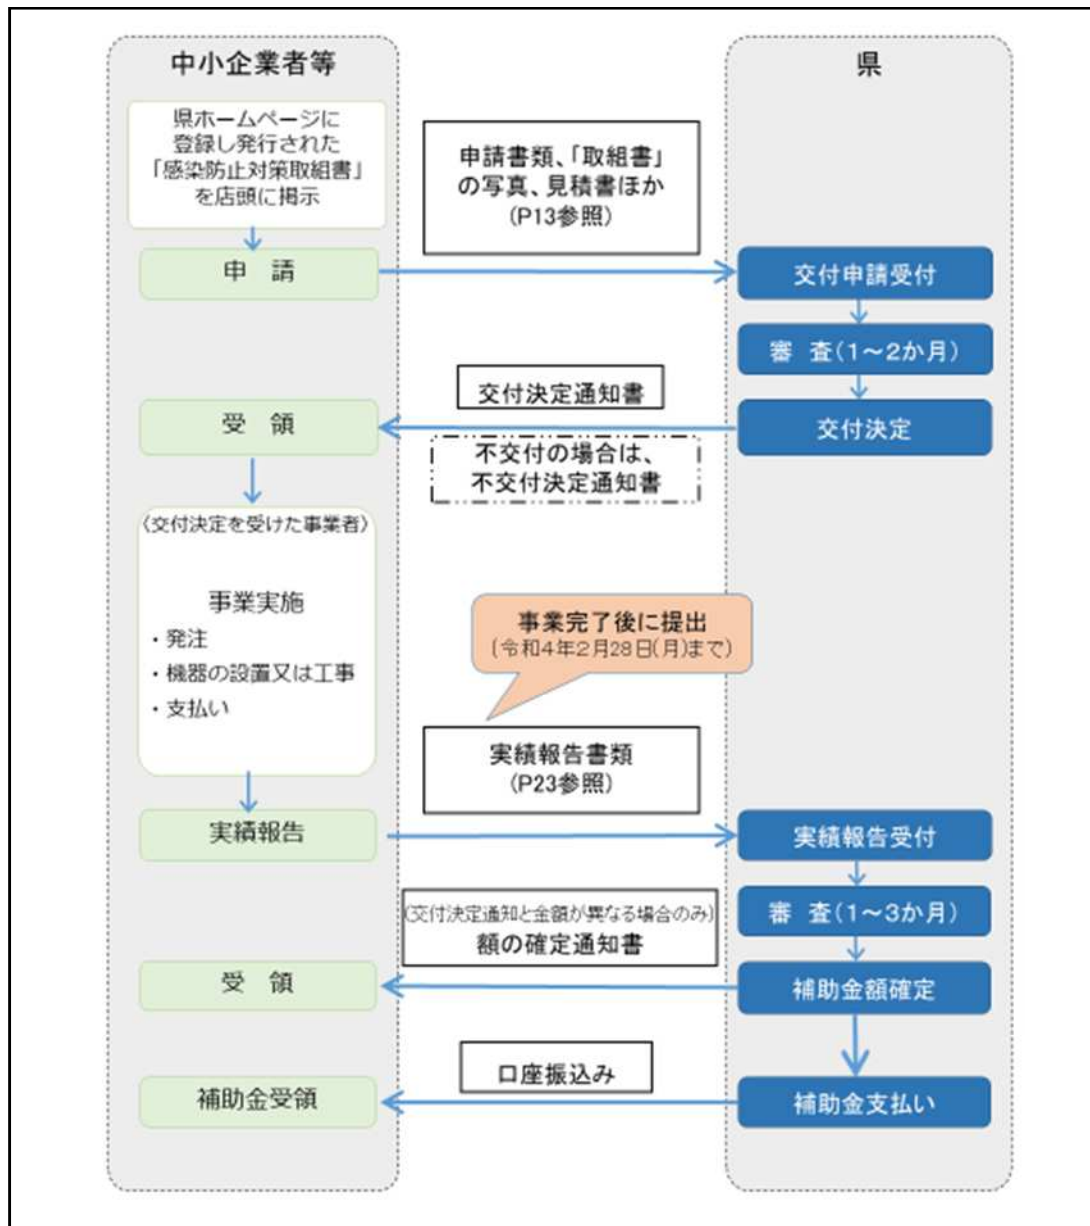 中小企業者等
県
県ホームページに
登録し発行された
「感染防止対策取組書」
を店頭に掲示
申請書類、「取組書」
の写真、見積書ほか
(P13参照)
申　請
交付申請受付
審　査(1～2か月)
交付決定通知書
受　領
交付決定
不交付の場合は、
不交付決定通知書
〈交付決定を受けた事業者〉
事業実施
・発注
・機器の設置又は工事
・支払い
事業完了後に提出
(令和4年2月28日(月)まで)
実績報告書類
(P23参照)
実績報告
実績報告受付
審　査(1～3か月)
(交付決定通知と金額が異なる場合のみ)
額の確定通知書
受　領
補助金額確定
口座振込み
補助金受領
補助金支払い